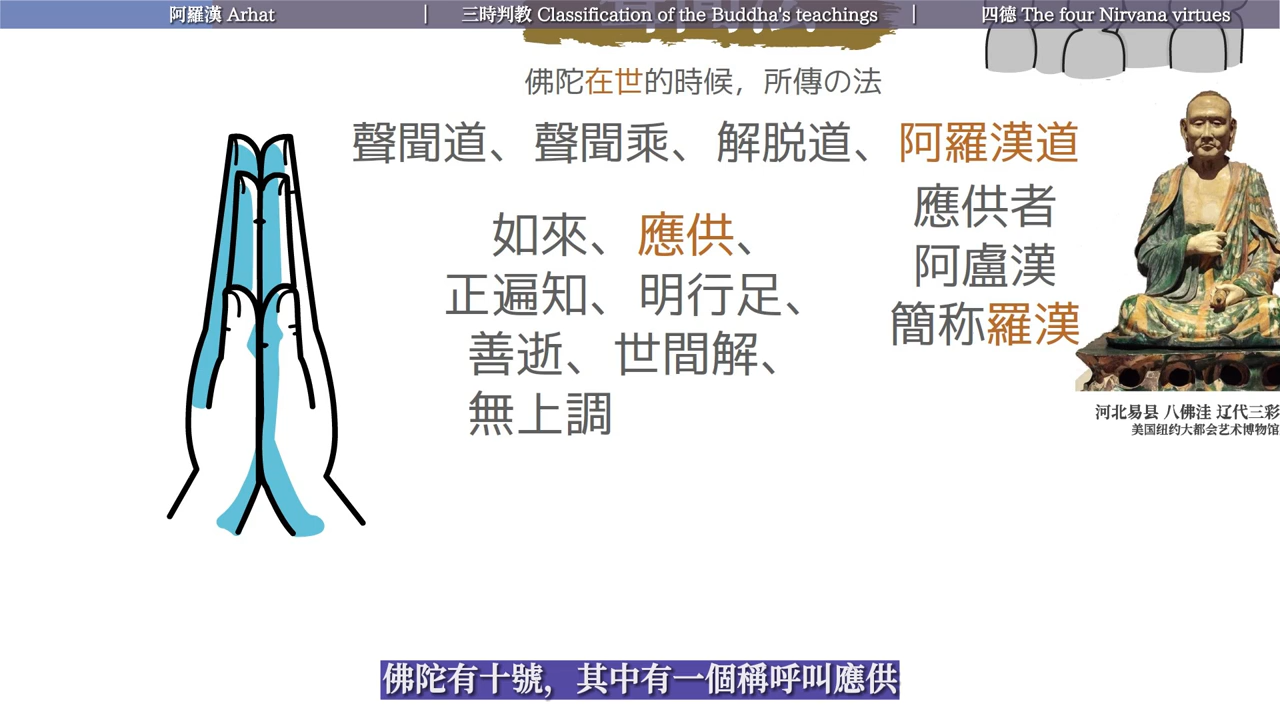 阿羅漢 Arhat | 三時判教 Classification of the Buddha's teachings | 四德 The four Nirvana virtues
佛陀在世的時候，所傳の法
聲聞道、聲聞乘、解脱道、阿羅漢道
應供者
阿盧漢
簡称羅漢
如來、應供、
正遍知、明行足、
善逝、世間解、
無上調
河北易县 八佛洼 辽代三彩
美国纽约大都会艺术博物馆
佛陀有十號，其中有一個稱呼叫應供